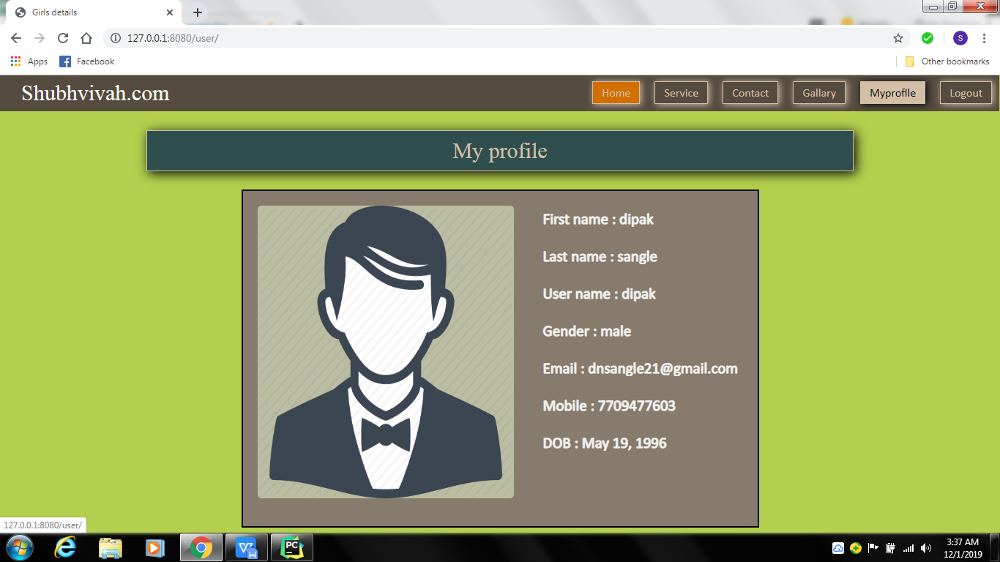 Girls details
127.0.0.1:8080/user/
S
Apps
Facebook
Other bookmarks
Shubhvivah.com
Home
Service
Contact
Gallary
Myprofile
Logout
My profile
First name : dipak
Last name : sangle
User name : dipak
Gender : male
Email : dnsangle21@gmail.com
Mobile : 7709477603
DOB : May 19, 1996
127.0.0.1:8080/user/
W
PC
3:37 AM
12/1/2019